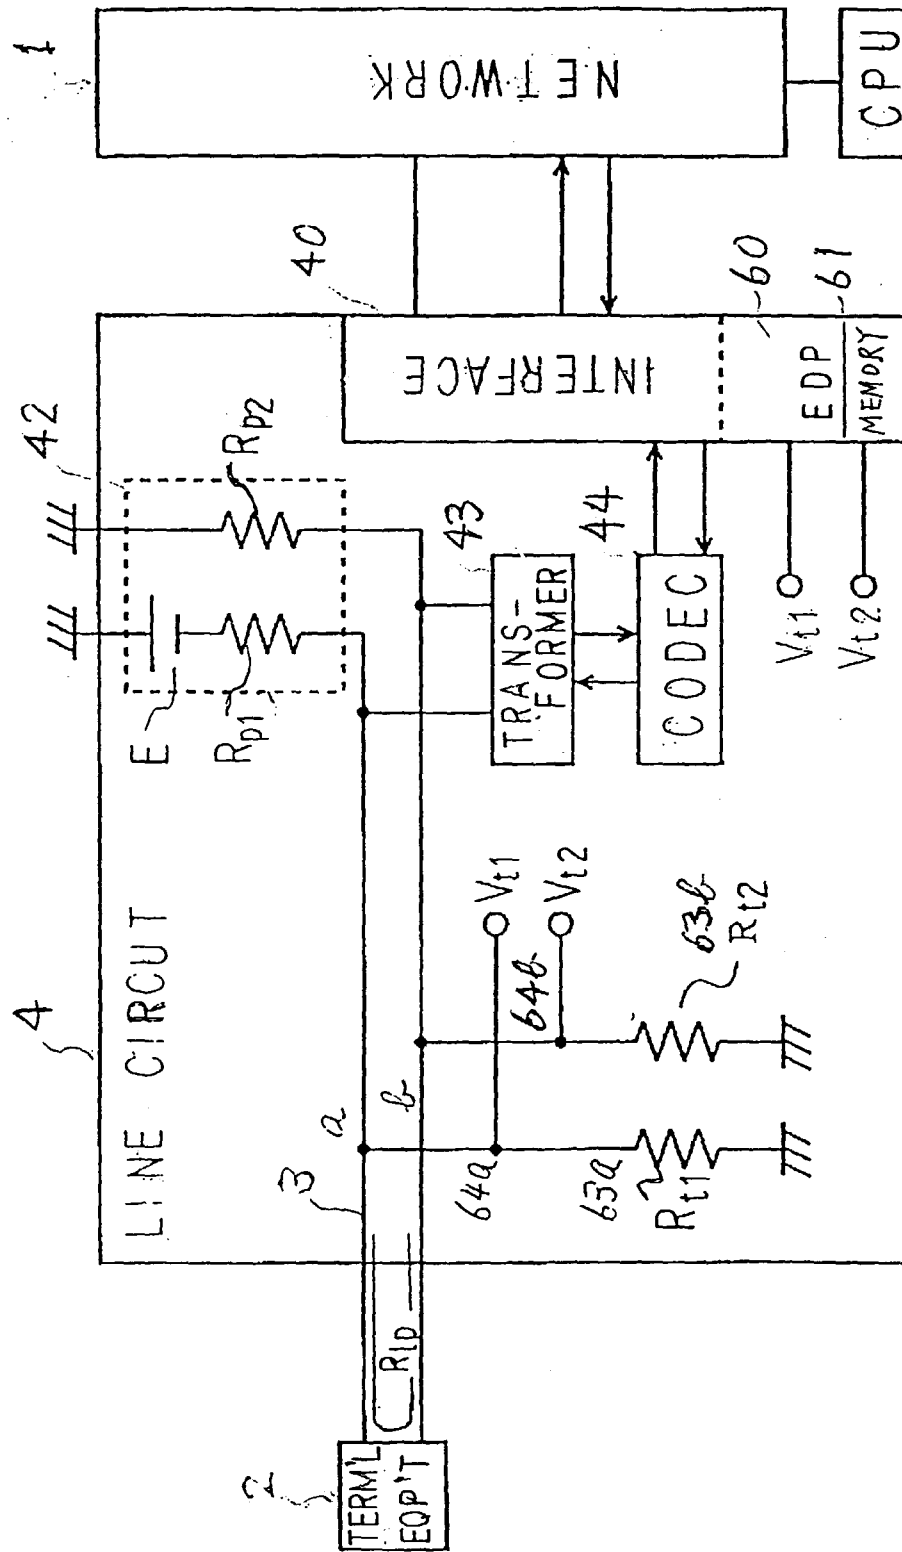 4
LINE CIRCUT
42
1
E
Rp1
Rp2
40
NETWORK
INTERFACE
2
TERM'L
EQP'T
3
a
b
Rlp
43
TRANS-
FORMER
44
CODEC
64a
Vt1
64b
Vt2
63a
Rt1
63b
Rt2
Vt1
Vt2
60
EDP
61
MEMORY
CPU